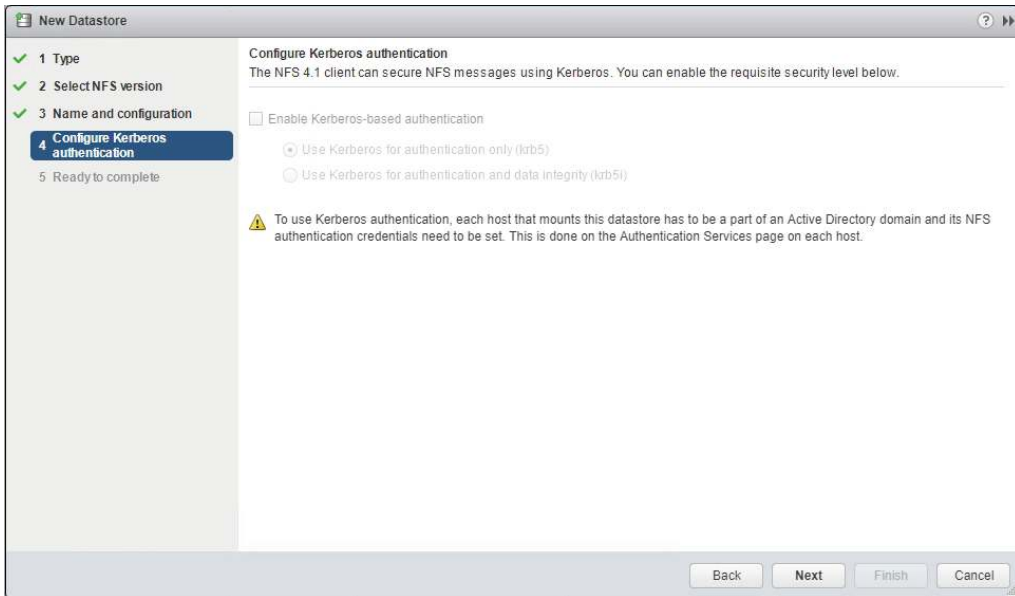 New Datastore
?
1 Type
2 Select NFS version
3 Name and configuration
4 Configure Kerberos
authentication
5 Ready to complete
Configure Kerberos authentication
The NFS 4.1 client can secure NFS messages using Kerberos. You can enable the requisite security level below.
Enable Kerberos-based authentication
Use Kerberos for authentication only (krb5)
Use Kerberos for authentication and data integrity (krb5i)
To use Kerberos authentication, each host that mounts this datastore has to be a part of an Active Directory domain and its NFS
authentication credentials need to be set. This is done on the Authentication Services page on each host.
Back Next Finish Cancel